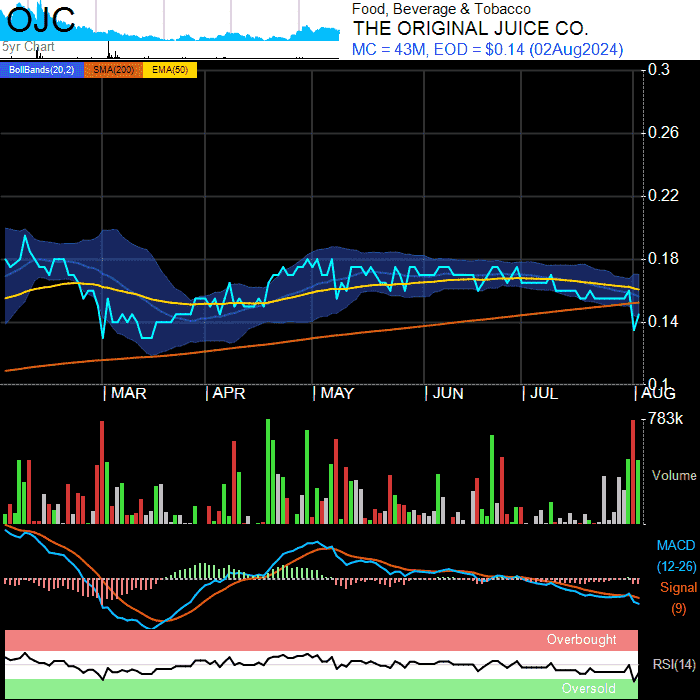 OJC
5yr Chart
Food, Beverage & Tobacco
THE ORIGINAL JUICE CO.
MC = 43M, EOD = $0.14 (02Aug2024)
BollBands(20,2) SMA(200) EMA(50)
0.3
0.26
0.22
0.18
0.14
0.1
MAR APR MAY JUN JUL AUG
783k
Volume
MACD
(12-26)
Signal
(9)
Overbought
RSI(14)
Oversold